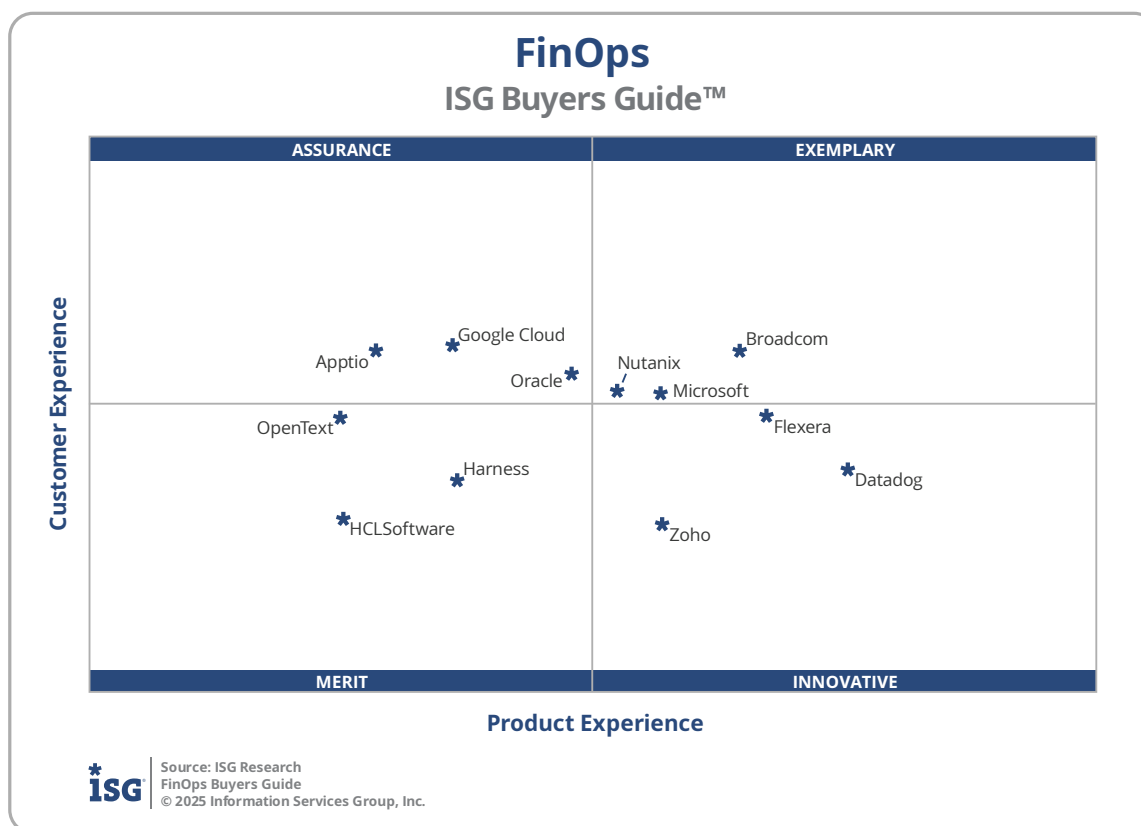 FinOps
ISG Buyers Guide™
ASSURANCE
EXEMPLARY
Customer Experience
Google Cloud
Apptio
Oracle
Broadcom
Nutanix
Microsoft
OpenText
Harness
HCLSoftware
Flexera
Datadog
Zoho
MERIT
INNOVATIVE
Product Experience
ISG
Source: ISG Research
FinOps Buyers Guide
© 2025 Information Services Group, Inc.